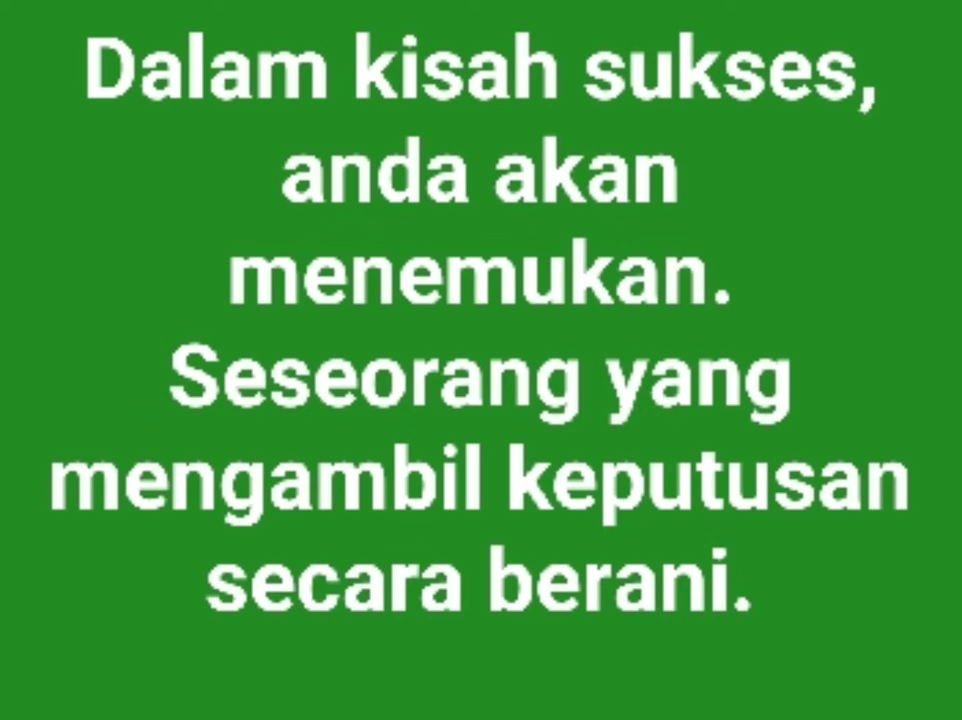 Dalam kisah sukses,
anda akan
menemukan.
Seseorang yang
mengambil keputusan
secara berani.